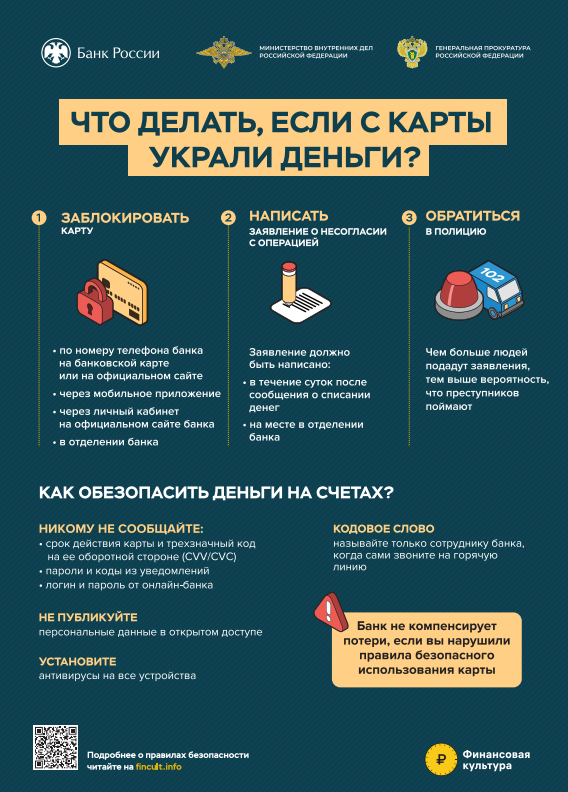 Банк России
МИНИСТЕРСТВО ВНУТРЕННИХ ДЕЛ
РОССИЙСКОЙ ФЕДЕРАЦИИ
ГЕНЕРАЛЬНАЯ ПРОКУРАТУРА
РОССИЙСКОЙ ФЕДЕРАЦИИ
ЧТО ДЕЛАТЬ, ЕСЛИ С КАРТЫ
УКРАЛИ ДЕНЬГИ?
1 ЗАБЛОКИРОВАТЬ
КАРТУ
• по номеру телефона банка
на банковской карте
или на официальном сайте
• через мобильное приложение
• через личный кабинет
на официальном сайте банка
• в отделении банка
2 НАПИСАТЬ
ЗАЯВЛЕНИЕ О НЕСОГЛАСИИ
С ОПЕРАЦИЕЙ
Заявление должно
быть написано:
• в течение суток после
сообщения о списании
денег
• на месте в отделении
банка
3 ОБРАТИТЬСЯ
В ПОЛИЦИЮ
102
Чем больше людей
подадут заявления,
тем выше вероятность,
что преступников
поймают
КАК ОБЕЗОПАСИТЬ ДЕНЬГИ НА СЧЕТАХ?
НИКОМУ НЕ СООБЩАЙТЕ:
• срок действия карты и трехзначный код
на ее оборотной стороне (CVV/CVC)
• пароли и коды из уведомлений
• логин и пароль от онлайн-банка
НЕ ПУБЛИКУЙТЕ
персональные данные в открытом доступе
УСТАНОВИТЕ
антивирусы на все устройства
КОДОВОЕ СЛОВО
называйте только сотруднику банка,
когда сами звоните на горячую
линию
Банк не компенсирует
потери, если вы нарушили
правила безопасного
использования карты
Подробнее о правилах безопасности
читайте на fincult.info
₽
Финансовая
культура